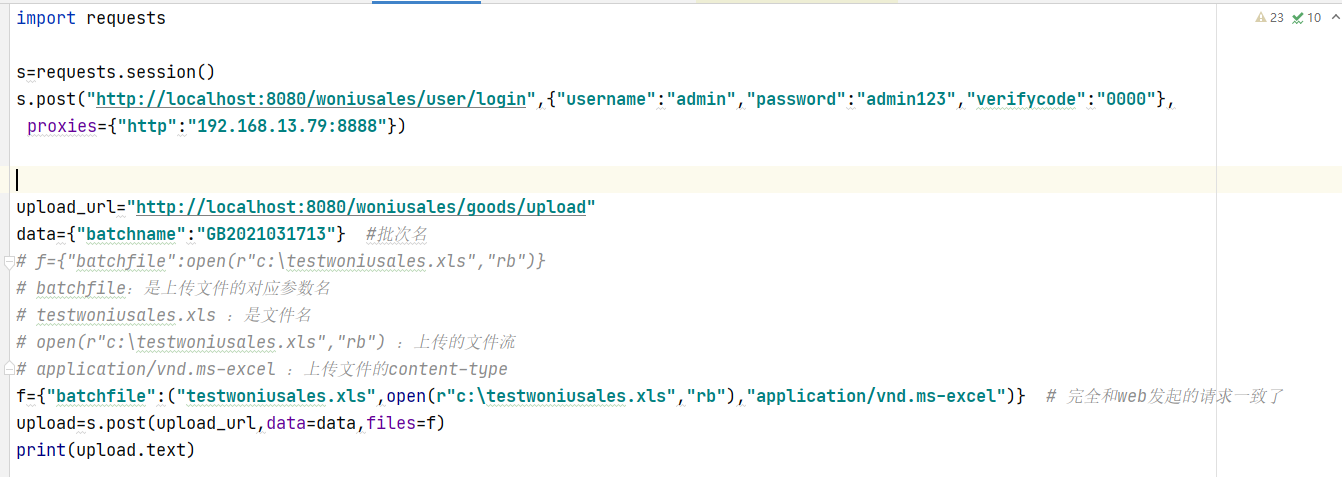 import requests
23 10
s=requests.session()
s.post("http://localhost:8080/woniusales/user/login",{"username":"admin","password":"admin123","verifycode":"0000"},
proxies={"http":"192.168.13.79:8888"})
upload_url="http://localhost:8080/woniusales/goods/upload"
data={"batchname":"GB2021031713"}  #批次名
# f={"batchfile":open(r"c:\testwoniusales.xls","rb")}
# batchfile：是上传文件的对应参数名
# testwoniusales.xls ：是文件名
# open(r"c:\testwoniusales.xls","rb") ：上传的文件流
# application/vnd.ms-excel ：上传文件的content-type
f={"batchfile":("testwoniusales.xls",open(r"c:\testwoniusales.xls","rb"),"application/vnd.ms-excel")}  # 完全和web发起的请求一致了
upload=s.post(upload_url,data=data,files=f)
print(upload.text)